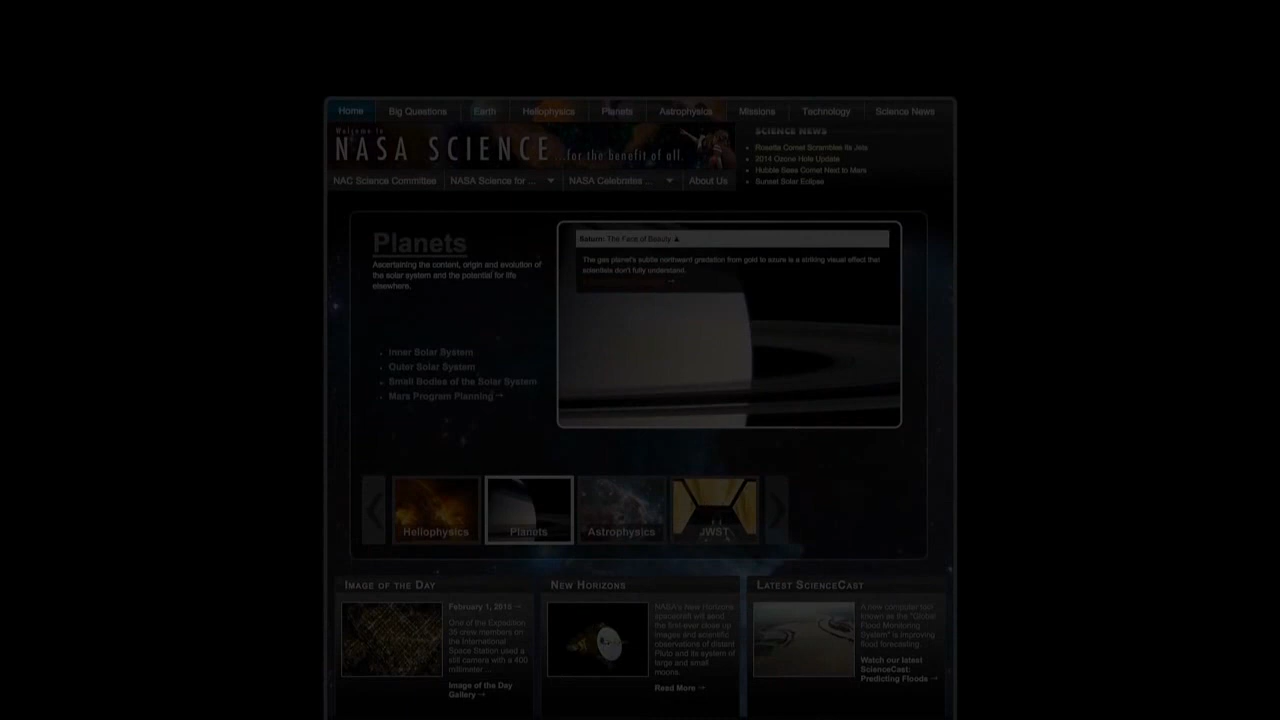 Home Big Questions Earth Heliophysics Planets Astrophysics Missions Technology Science News
Welcome to
NASA SCIENCE ...for the benefit of all.
SCIENCE NEWS
Rosetta Comet Scrambles its Jets
2014 Ozone Hole Update
Hubble Sees Comet Next to Mars
Sunset Solar Eclipse
NAC Science Committee NASA Science for ... NASA Celebrates ... About Us
Planets
Ascertaining the content, origin and evolution of
the solar system and the potential for life
elsewhere.
Inner Solar System
Outer Solar System
Small Bodies of the Solar System
Mars Program Planning →
Saturn: The Face of Beauty ▲
The gas planet's subtle northward gradation from gold to azure is a striking visual effect that
scientists don't fully understand.
Heliophysics Planets Astrophysics JWST
IMAGE OF THE DAY
February 1, 2015 →
One of the Expedition
35 crew members on
the International
Space Station used a
still camera with a 400
millimeter ...
Image of the Day
Gallery →
NEW HORIZONS
NASA's New Horizons
spacecraft will send
the first-ever close up
images and scientific
observations of distant
Pluto and its system of
large and small
moons.
Read More →
LATEST SCIENCECAST
A new computer tool
known as the "Global
Flood Monitoring
System" is improving
flood forecasting.
Watch our latest
ScienceCast:
Predicting Floods →